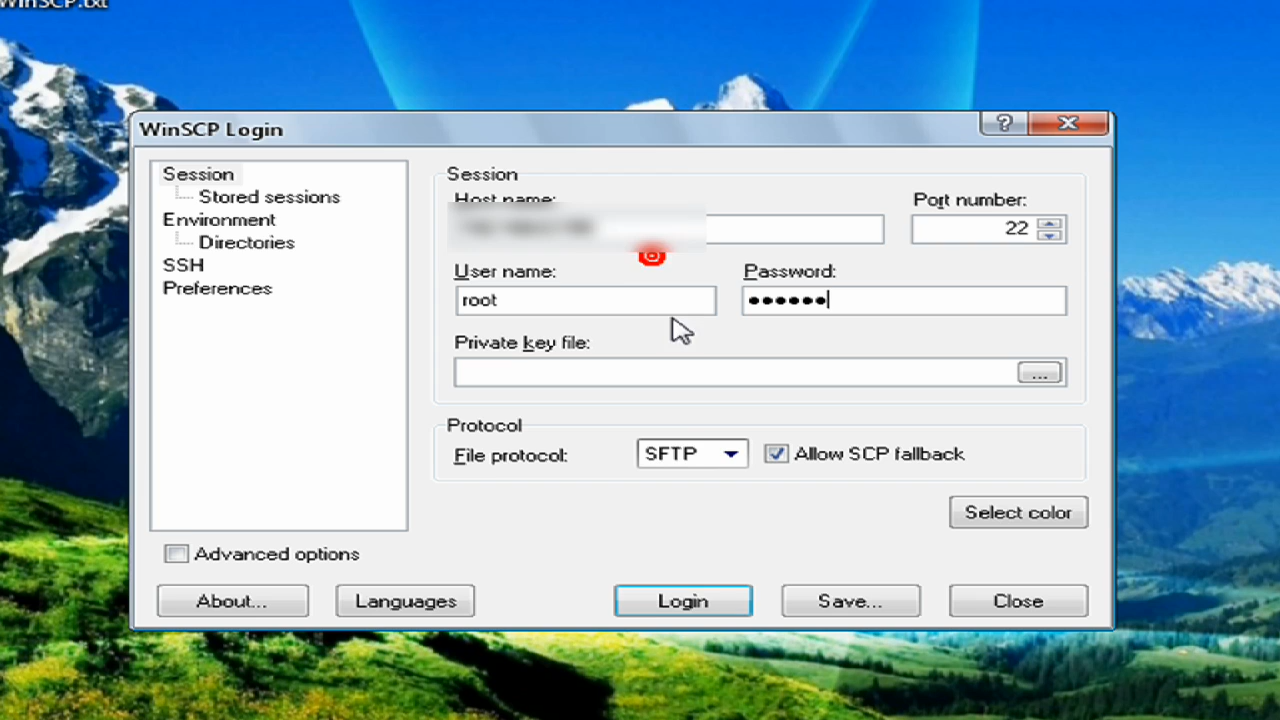 WinSCP.txt
WinSCP Login
Session
Stored sessions
Environment
Directories
SSH
Preferences
Session
Host name:
Port number:
22
User name:
Password:
root
●●●●●●
Private key file:
...
Protocol
File protocol:
SFTP
Allow SCP fallback
Select color
Advanced options
About...
Languages
Login
Save...
Close